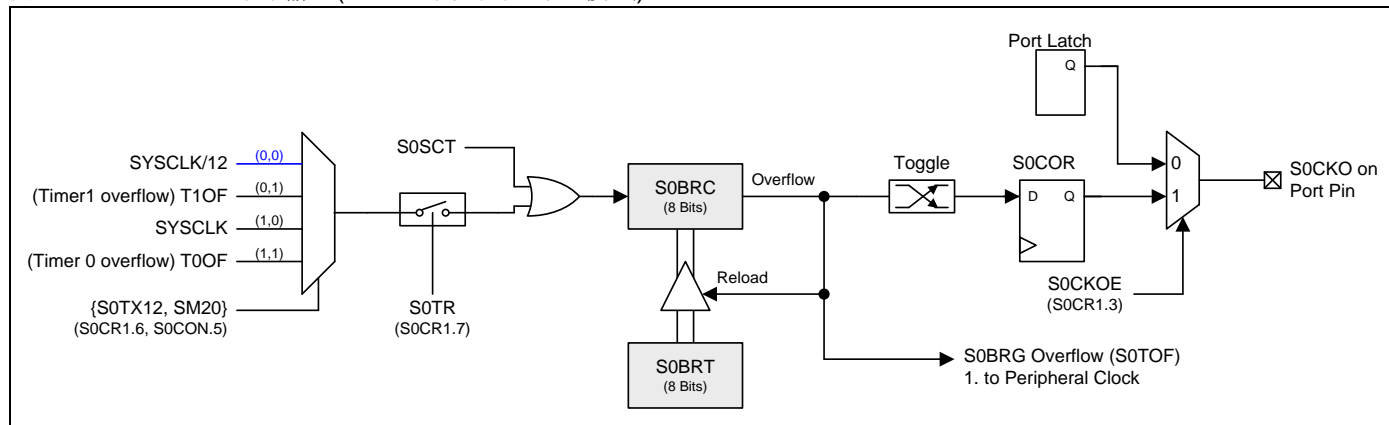 Port Latch
Q
SYSCLK/12
(0,0)
(Timer1 overflow) T1OF
(0,1)
SYSCLK
(1,0)
(Timer 0 overflow) T0OF
(1,1)
{S0TX12, SM20}
(S0CR1.6, S0CON.5)
S0TR
(S0CR1.7)
S0SCT
S0BRC
(8 Bits)
Overflow
Reload
S0BRT
(8 Bits)
Toggle
S0COR
D
Q
0
1
S0CKOE
(S0CR1.3)
S0CKO on
Port Pin
S0BRG Overflow (S0TOF)
1. to Peripheral Clock